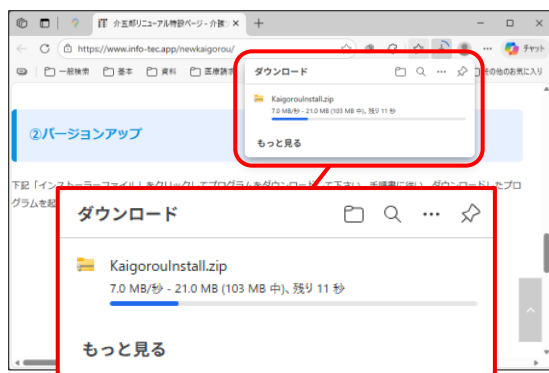 介五郎リニューアル特設ページ - 介護
https://www.info-tec.app/newkaigorou/
チャット
一般検索 基本 資料 医療請求 その他のお気に入り
ダウンロード
KaigorouInstall.zip
7.0 MB/秒 - 21.0 MB (103 MB 中)、残り 11 秒
もっと見る
②バージョンアップ
下記「インストーラーファイル」をクリックしてプログラムをダウンロードして下さい。手順書に従い、ダウンロードしたプロ
グラムを起
ダウンロード
KaigorouInstall.zip
7.0 MB/秒 - 21.0 MB (103 MB 中)、残り 11 秒
もっと見る